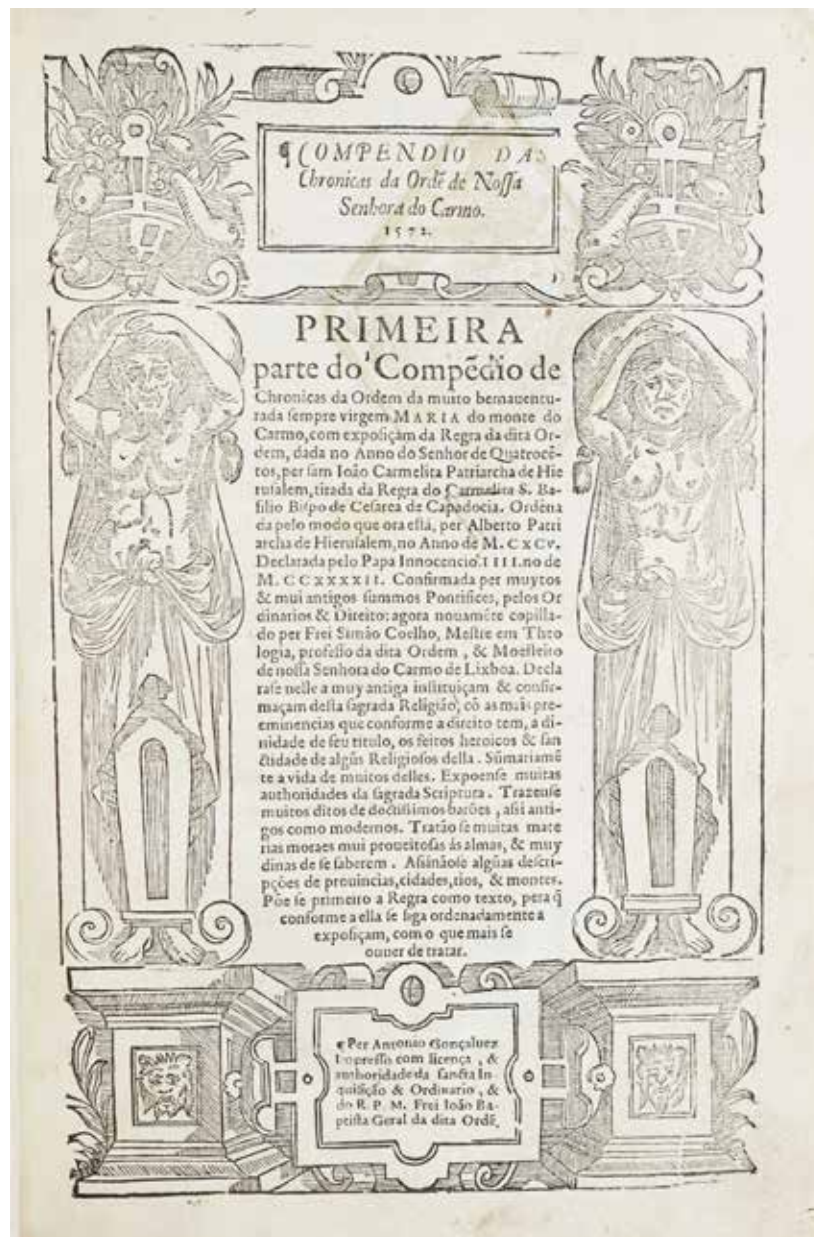 ¶ COMPENDIO DAS
Chronicas da Ordẽ de Noſſa
Senhora do Carmo.
1572.
PRIMEIRA
parte do Compẽdio de
Chronicas da Ordem da muito bemauentu-
rada ſempre virgem MARIA do monte do
Carmo, com expoſiçam da Regra da dita Or-
dem, dada no Anno do Senhor de Quatrocẽ-
tos, per ſam Ioão Carmelita Patriarcha de Hie
ruſalem, tirada da Regra do Carmelita S. Ba-
ſilio Biſpo de Ceſarea de Capadocia. Ordena
da pelo modo que ora eſtá, per Alberto Patri
archa de Hieruſalem, no Anno de M. CXCV.
Declarada pelo Papa Innocencio. IIII. no de
M. CCXXXXII. Confirmada per muytos
& mui antigos ſummos Pontifices, pelos Or
dinarios & Direito: agora nouamẽte copilla-
do per Frei Simão Coelho, Meſtre em Theo
logia, profeſſo da dita Ordem, & Moeſteiro
de noſſa Senhora do Carmo de Lixboa. Decla
raſe nelle a muy antiga inſtituiçam & confir-
maçam deſta ſagrada Religião, cõ as mais pre-
eminencias que conforme a direito tem, a di-
nidade de ſeu titulo, os feitos heroicos & ſan
ctidade de algũs Religioſos della. Sũmariamẽ
te a vida de muitos delles. Expoenſe muitas
authoridades da ſagrada Scriptura. Trazenſe
muitos ditos de doctiſsimos barões, aſsi anti-
gos como modernos. Tratão ſe muitas mate
rias moraes mui proueitoſas ás almas, & muy
dinas de ſe ſaberem. Aſsinãoſe algũas deſcri-
pções de prouincias, cidades, rios, & montes.
Põe ſe primeiro a Regra como texto, pera q̃
conforme a ella ſe ſiga ordenadamente a
expoſiçam, com o que mais ſe
ouuer de tratar.
¶ Per Antonio Gonçaluez
Impreſſo com licença, &
authoridade da ſancta In-
quiſição & Ordinario, &
do R. P. M. Frei Ioão Ba-
ptiſta Geral da dita Ordẽ.